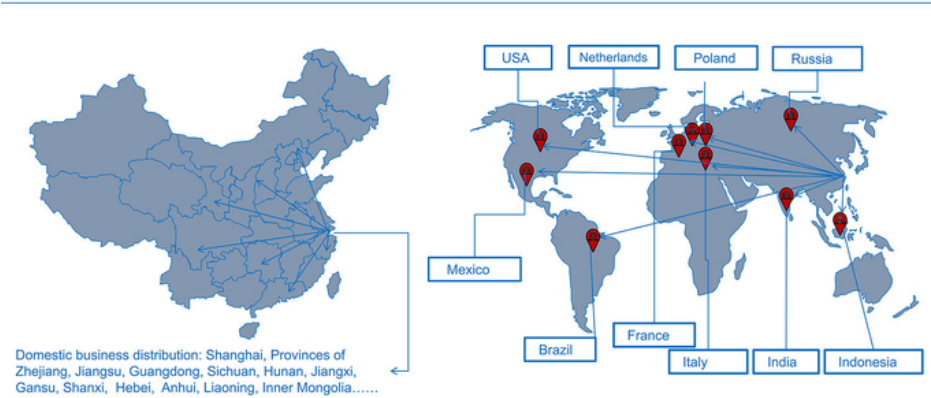 USA
Netherlands
Poland
Russia
Mexico
Brazil
France
Italy
India
Indonesia
Domestic business distribution: Shanghai, Provinces of
Zhejiang, Jiangsu, Guangdong, Sichuan, Hunan, Jiangxi,
Gansu, Shanxi, Hebei, Anhui, Liaoning, Inner Mongolia……